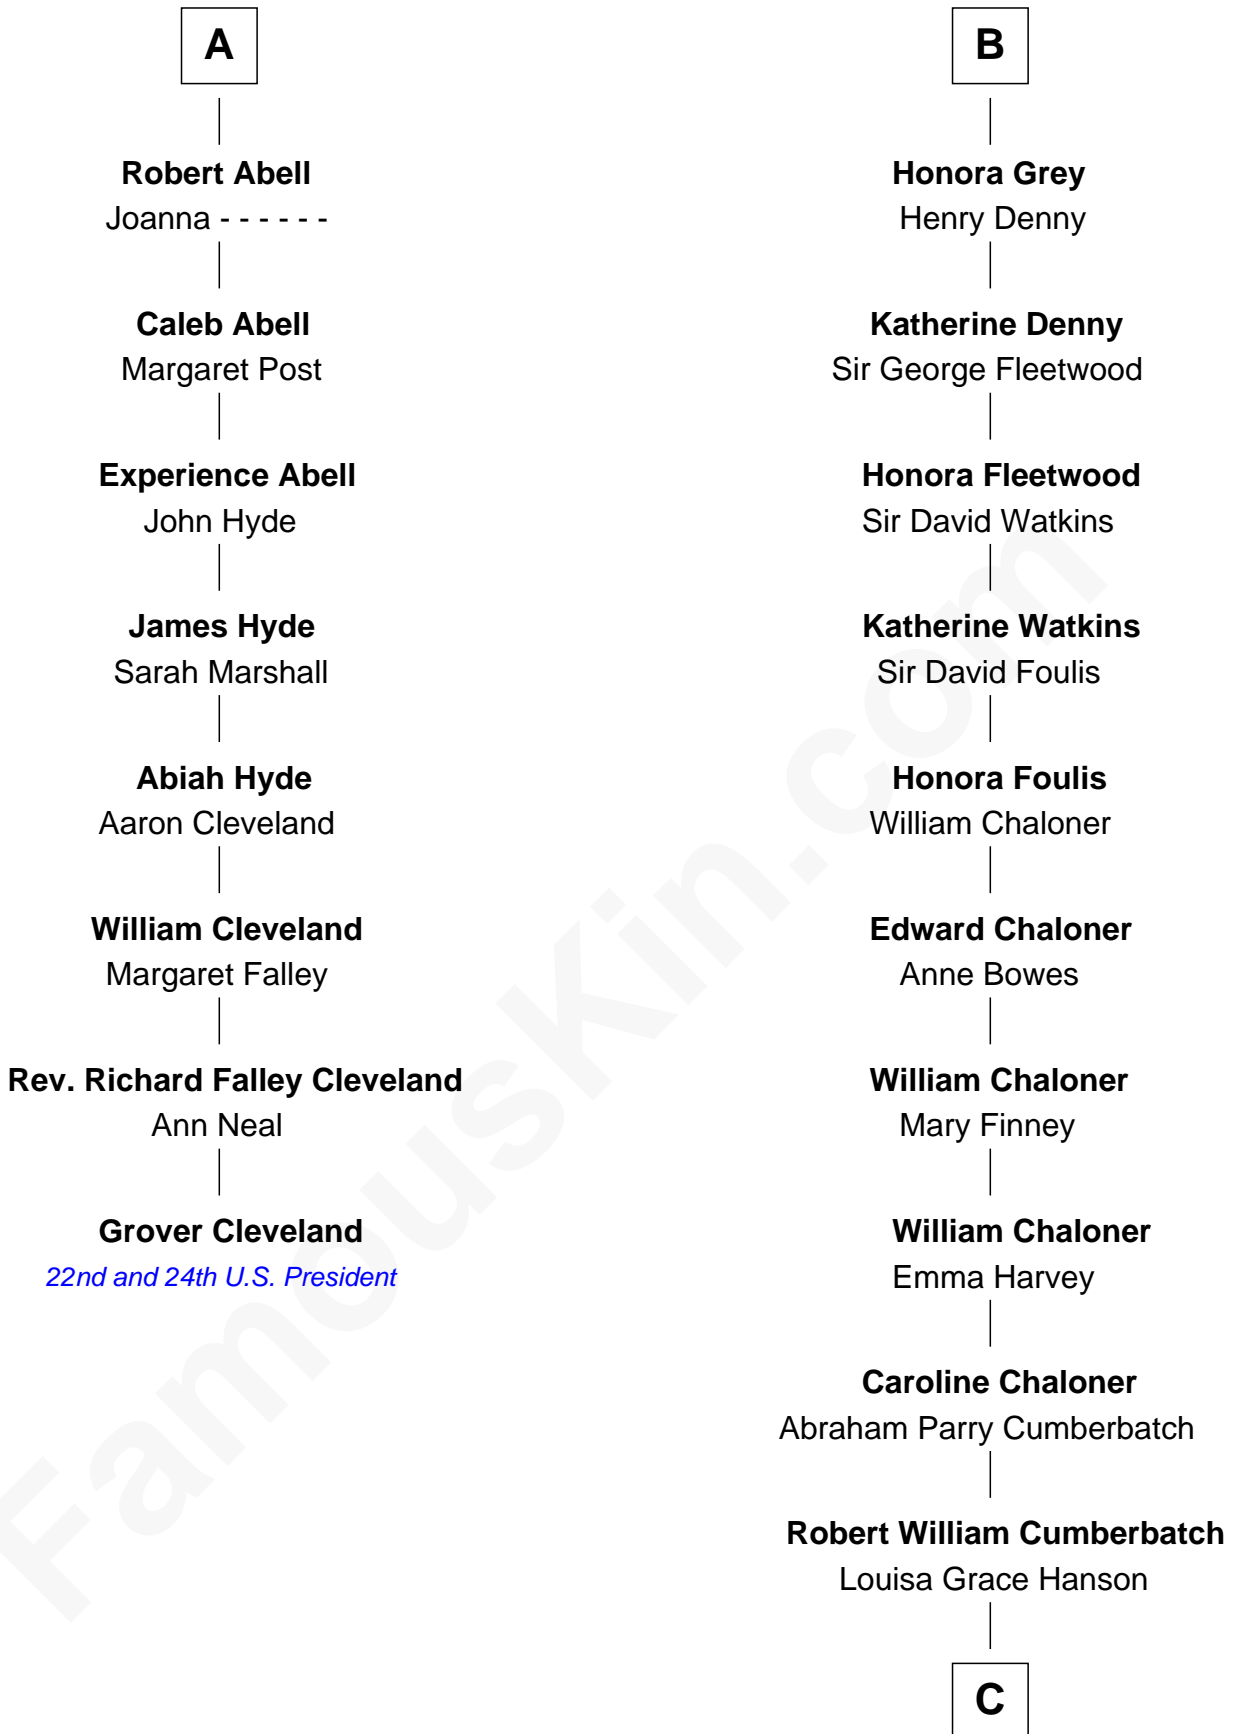 A
Robert Abell
Joanna - - - - - -
Caleb Abell
Margaret Post
Experience Abell
John Hyde
James Hyde
Sarah Marshall
Abiah Hyde
Aaron Cleveland
William Cleveland
Margaret Falley
Rev. Richard Falley Cleveland
Ann Neal
Grover Cleveland
22nd and 24th U.S. President
B
Honora Grey
Henry Denny
Katherine Denny
Sir George Fleetwood
Honora Fleetwood
Sir David Watkins
Katherine Watkins
Sir David Foulis
Honora Foulis
William Chaloner
Edward Chaloner
Anne Bowes
William Chaloner
Mary Finney
William Chaloner
Emma Harvey
Caroline Chaloner
Abraham Parry Cumberbatch
Robert William Cumberbatch
Louisa Grace Hanson
C
FamousKin.com